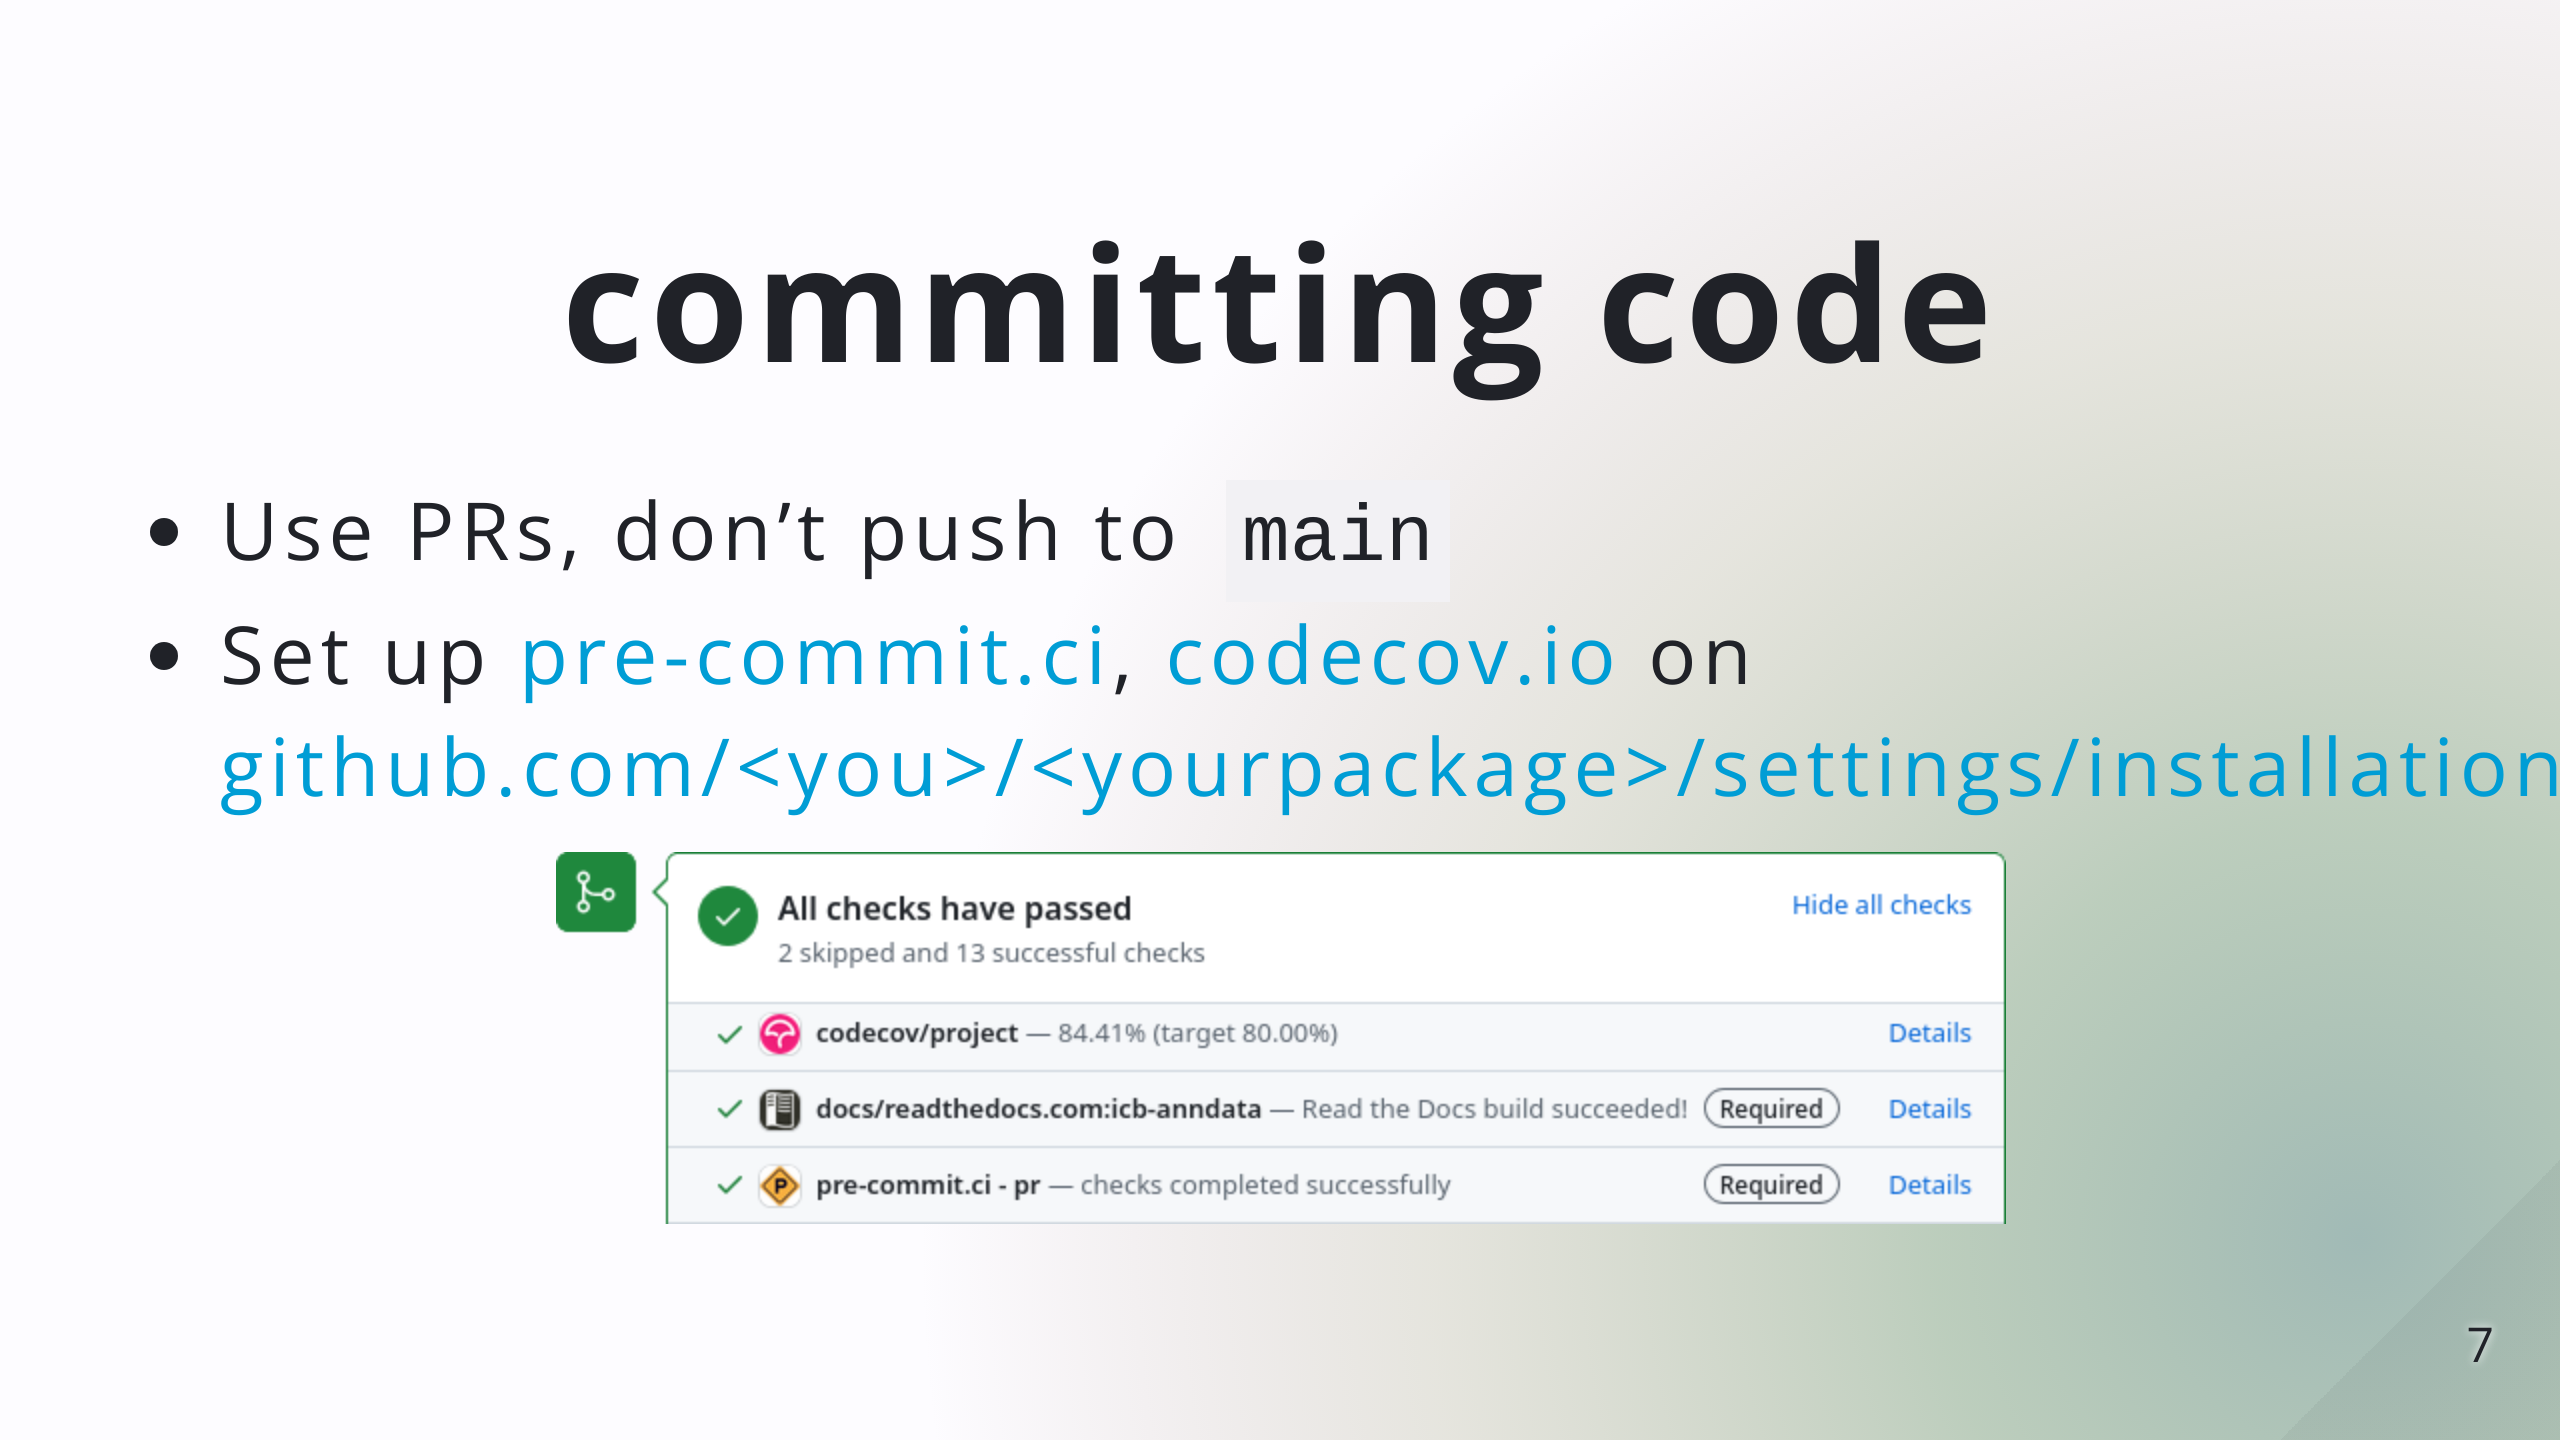 committing code
Use PRs, don’t push to main
Set up pre-commit.ci, codecov.io on
github.com/<you>/<yourpackage>/settings/installation
All checks have passed
Hide all checks
2 skipped and 13 successful checks
codecov/project — 84.41% (target 80.00%) Details
docs/readthedocs.com:icb-anndata — Read the Docs build succeeded! Required Details
pre-commit.ci - pr — checks completed successfully Required Details
7